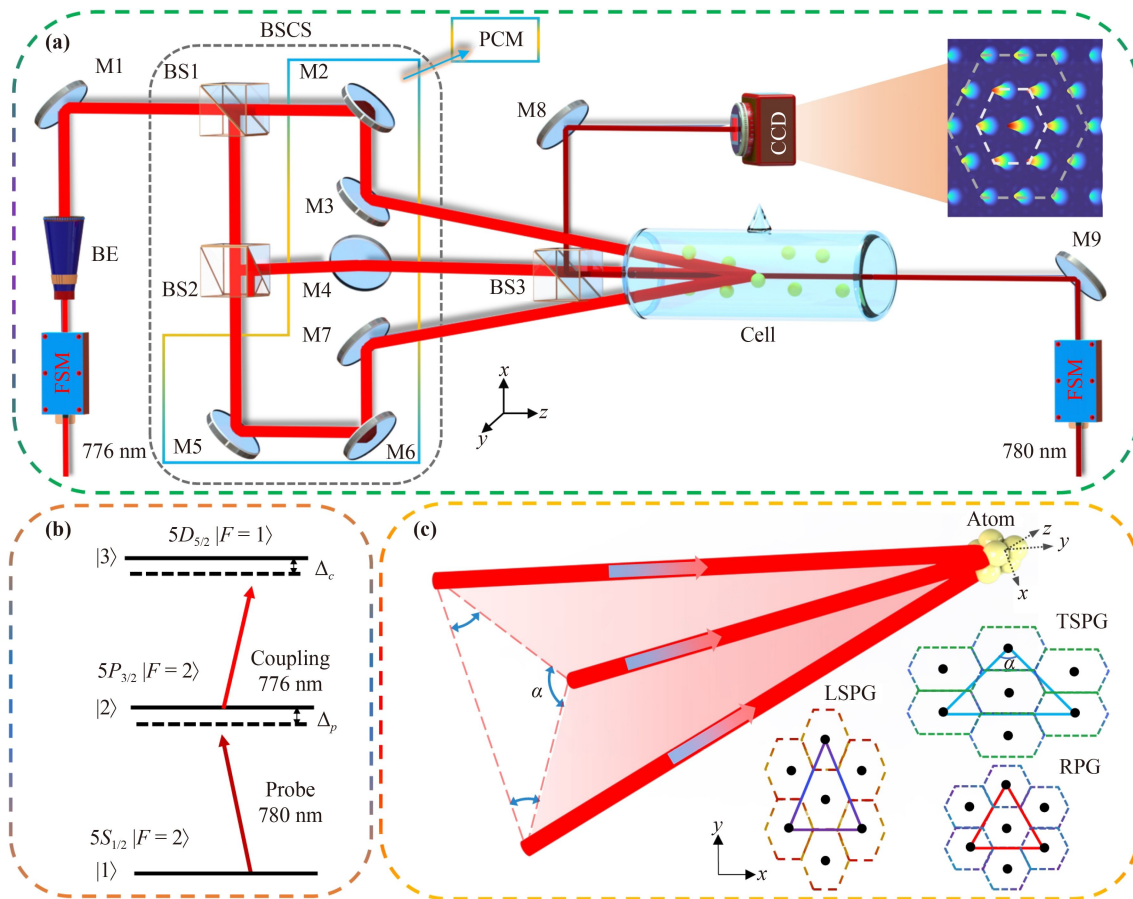 (a)
BSCS
PCM
M1
BS1
M2
M8
CCD
M3
BE
BS2
M4
BS3
M9
M7
Cell
FSM
x
z
y
FSM
776 nm
M5
M6
780 nm
(b)
5D5/2 |F = 1⟩
|3⟩
Δc
Coupling
776 nm
5P3/2 |F = 2⟩
|2⟩
Δp
Probe
780 nm
5S1/2 |F = 2⟩
|1⟩
(c)
Atom
z
y
x
α
TSPG
α
LSPG
RPG
y
x